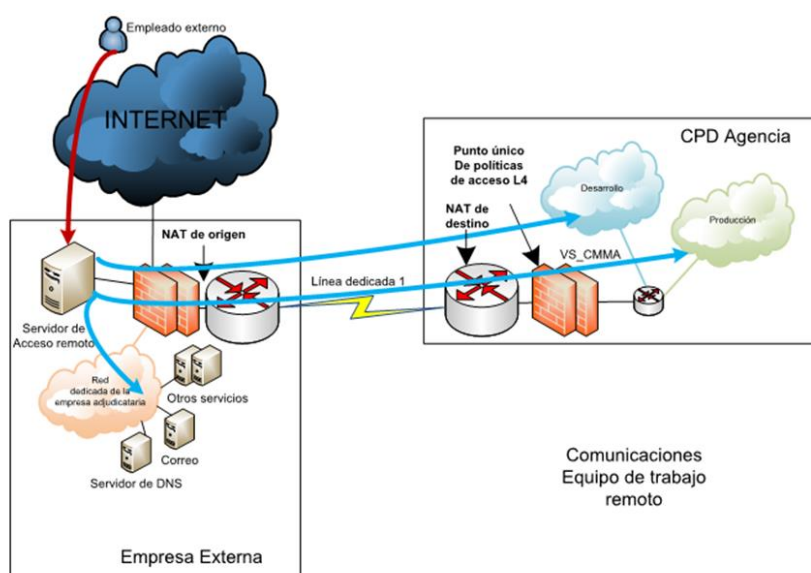 Empleado externo
INTERNET
CPD Agencia
Punto único
De políticas
de acceso L4
Desarrollo
NAT de
destino
Producción
NAT de origen
VS_CMMA
Línea dedicada 1
Servidor de
Acceso remoto
Red
dedicada de la
empresa adjudicataria
Otros servicios
Correo
Servidor de DNS
Comunicaciones
Equipo de trabajo
remoto
Empresa Externa